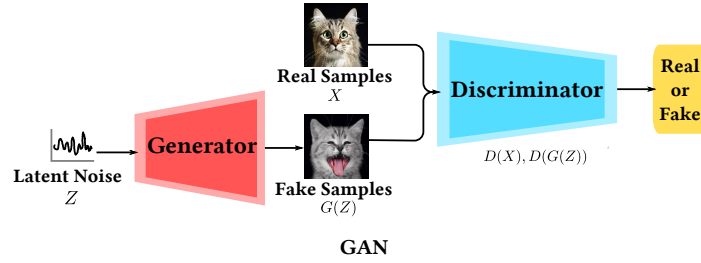 Latent Noise
Z
Generator
Real Samples
X
Fake Samples
G(Z)
Discriminator
D(X), D(G(Z))
Real
or
Fake
GAN